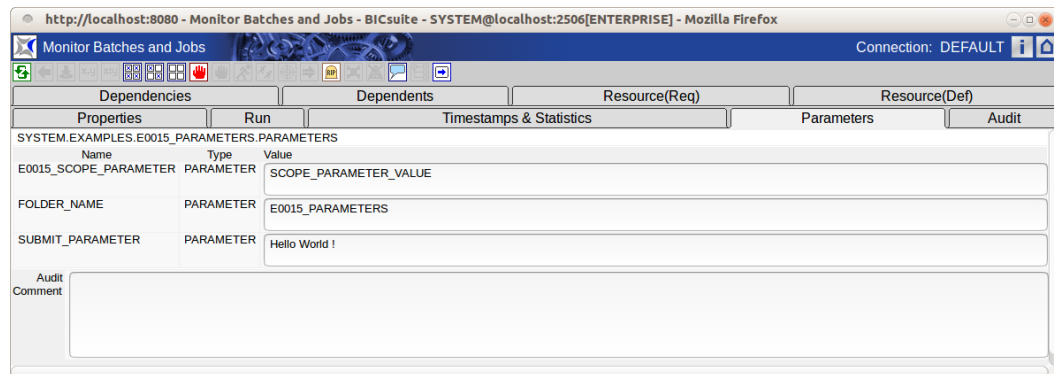 http://localhost:8080 - Monitor Batches and Jobs - BICsuite - SYSTEM@localhost:2506[ENTERPRISE] - Mozilla Firefox
Monitor Batches and Jobs Connection: DEFAULT i
RIP
Dependencies Dependents Resource(Req) Resource(Def)
Properties Run Timestamps & Statistics Parameters Audit
SYSTEM.EXAMPLES.E0015_PARAMETERS.PARAMETERS
Name Type Value
E0015_SCOPE_PARAMETER PARAMETER SCOPE_PARAMETER_VALUE
FOLDER_NAME PARAMETER E0015_PARAMETERS
SUBMIT_PARAMETER PARAMETER Hello World !
Audit
Comment